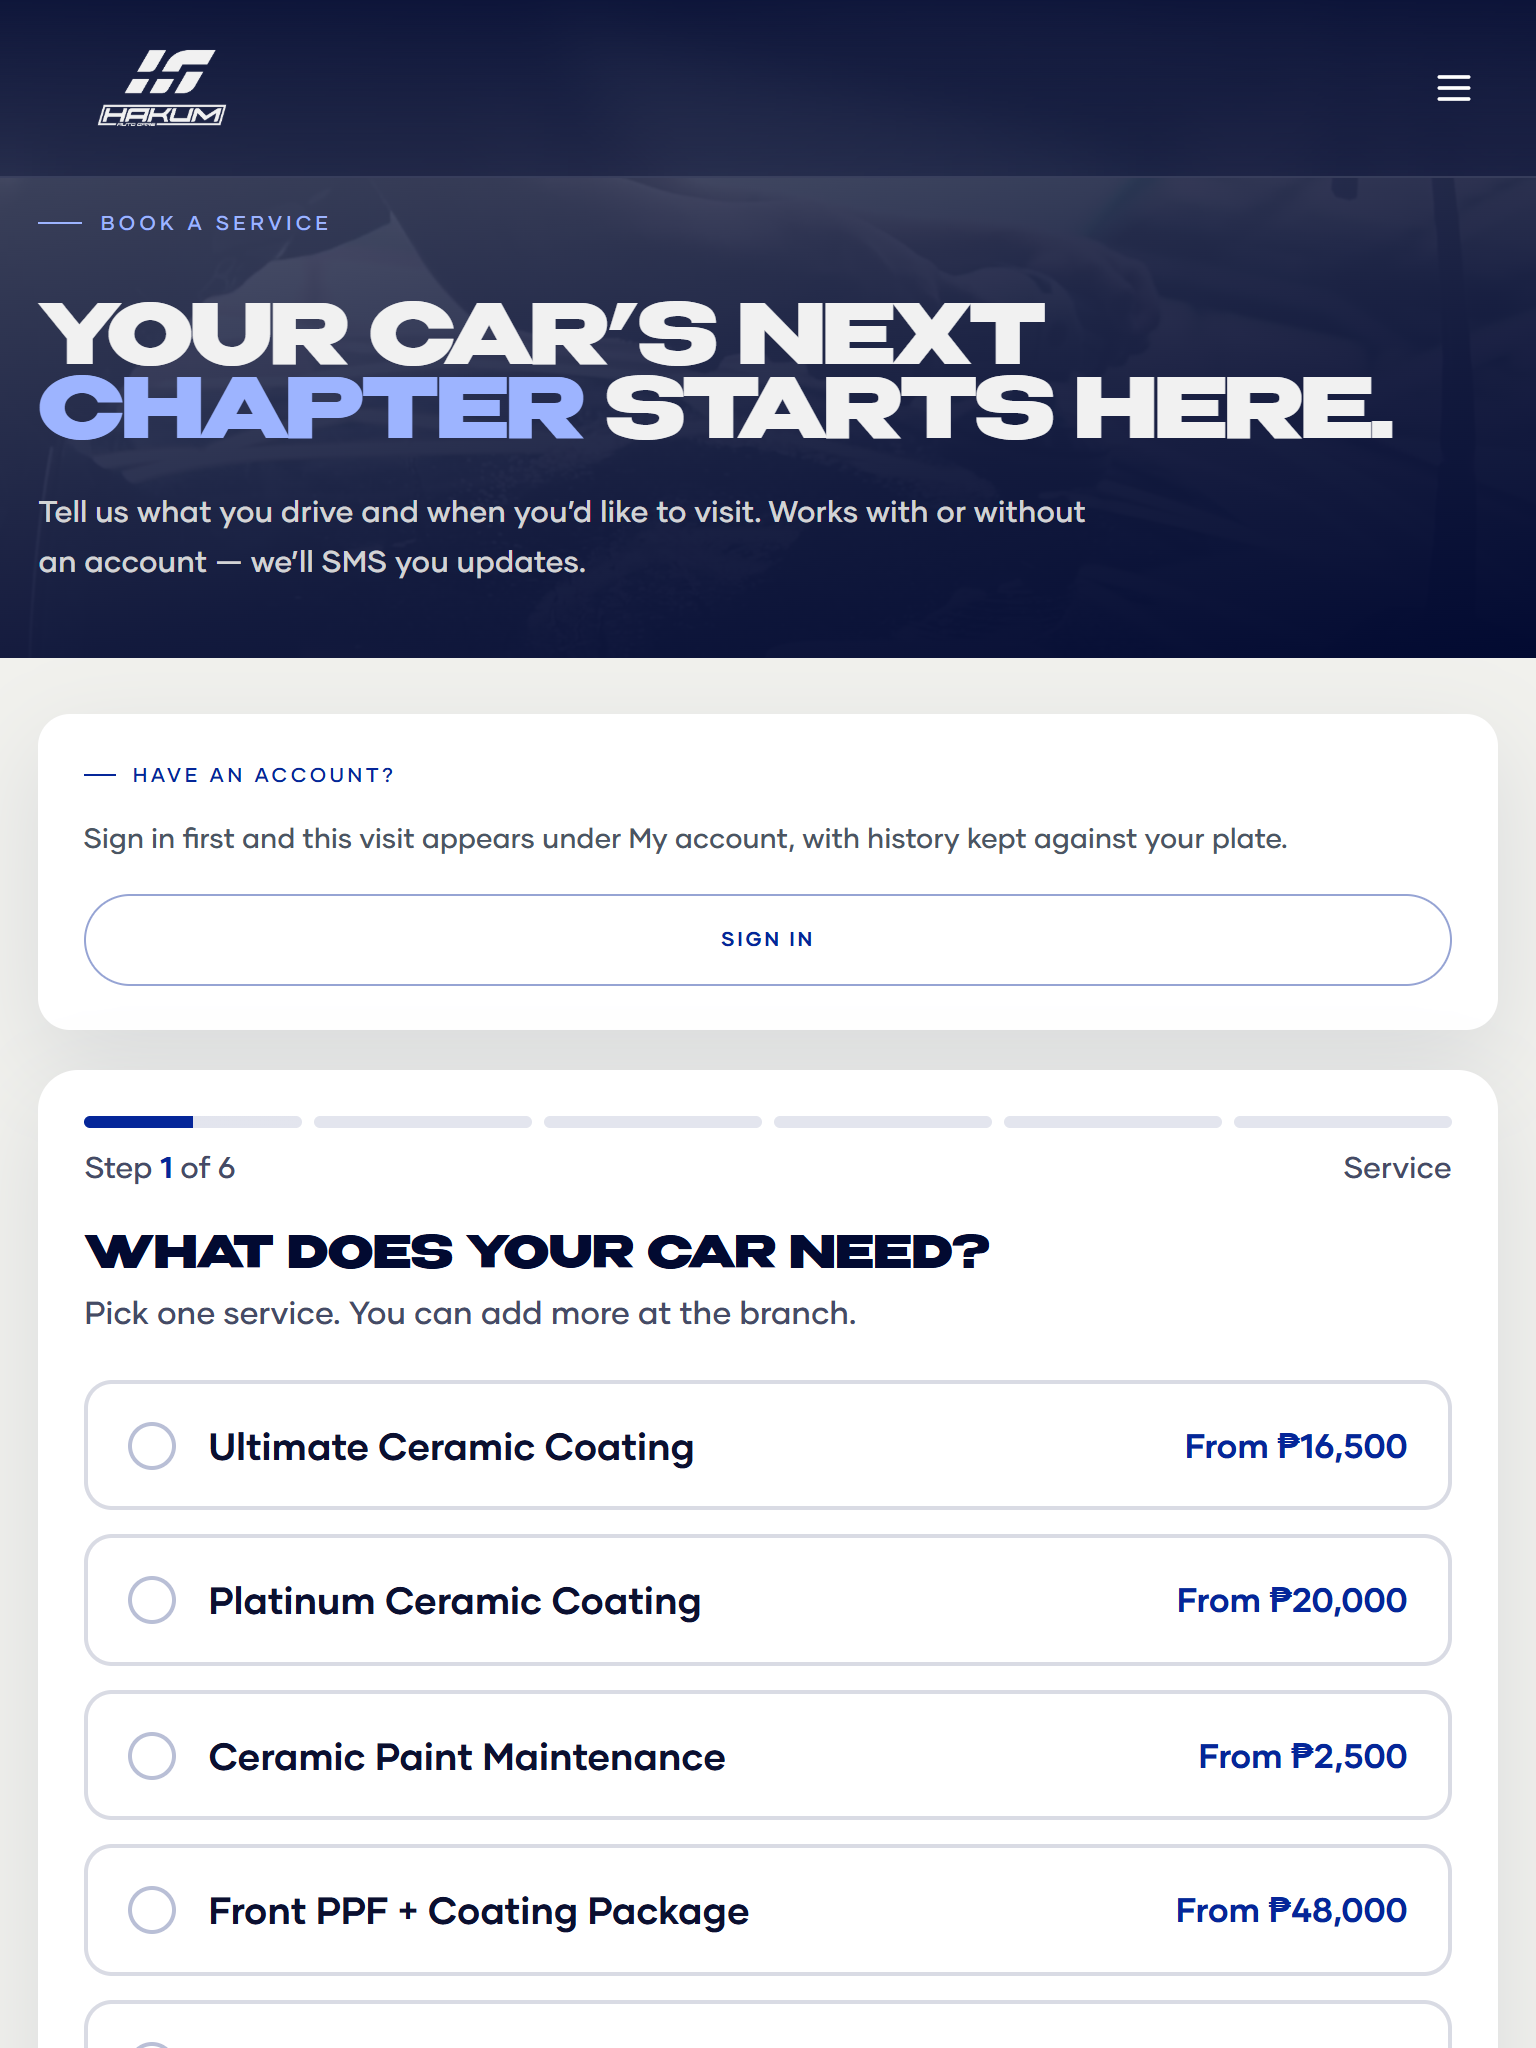 HAKUM
AUTO CARE
BOOK A SERVICE
YOUR CAR’S NEXT
CHAPTER STARTS HERE.
Tell us what you drive and when you’d like to visit. Works with or without
an account — we’ll SMS you updates.
HAVE AN ACCOUNT?
Sign in first and this visit appears under My account, with history kept against your plate.
SIGN IN
Step 1 of 6
Service
WHAT DOES YOUR CAR NEED?
Pick one service. You can add more at the branch.
Ultimate Ceramic Coating
From ₱16,500
Platinum Ceramic Coating
From ₱20,000
Ceramic Paint Maintenance
From ₱2,500
Front PPF + Coating Package
From ₱48,000